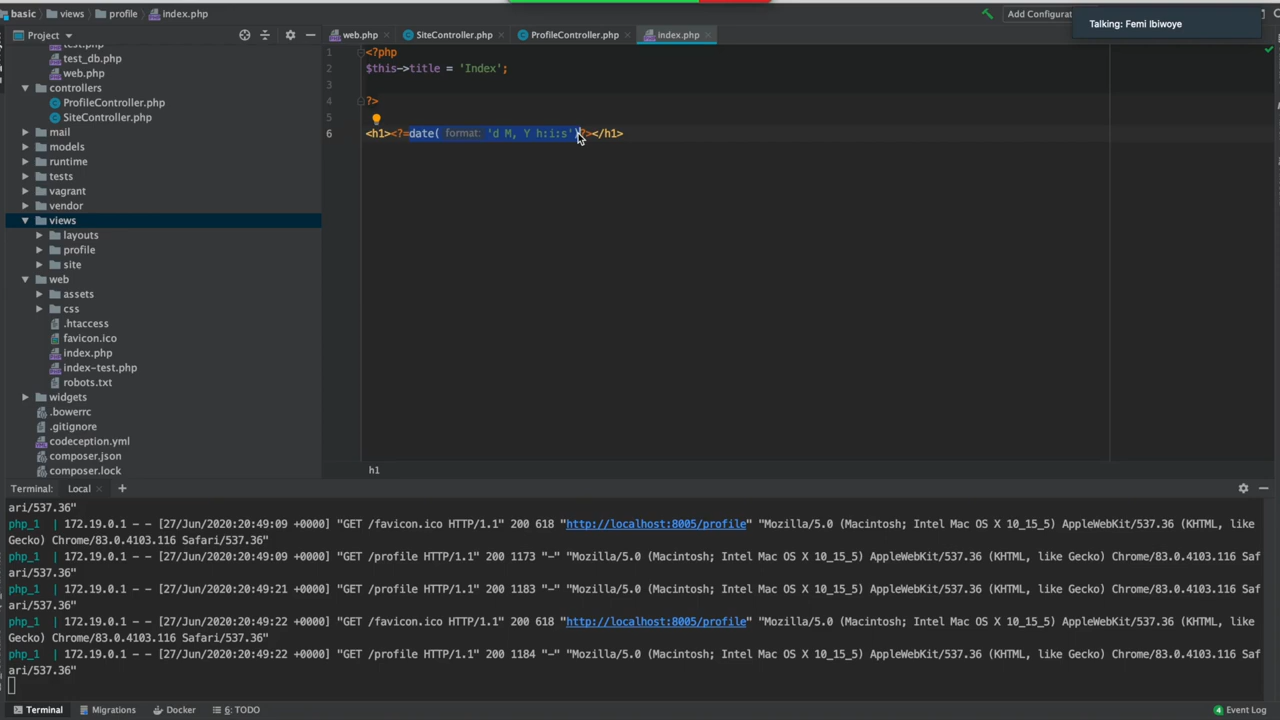 basic views profile index.php
Add Configurat
Talking: Femi Ibiwoye
Project
web.php
SiteController.php
ProfileController.php
index.php
test.php
test_db.php
web.php
controllers
ProfileController.php
SiteController.php
mail
models
runtime
tests
vagrant
vendor
views
layouts
profile
site
web
assets
css
.htaccess
favicon.ico
index.php
index-test.php
robots.txt
widgets
.bowerrc
.gitignore
codeception.yml
composer.json
composer.lock
1 <?php
2 $this->title = 'Index';
3
4 ?>
5
6 <h1><?=date( format: 'd M, Y h:i:s')?></h1>
h1
Terminal: Local +
ari/537.36"
php_1 | 172.19.0.1 - - [27/Jun/2020:20:49:09 +0000] "GET /favicon.ico HTTP/1.1" 200 618 "http://localhost:8005/profile" "Mozilla/5.0 (Macintosh; Intel Mac OS X 10_15_5) AppleWebKit/537.36 (KHTML, like
Gecko) Chrome/83.0.4103.116 Safari/537.36"
php_1 | 172.19.0.1 - - [27/Jun/2020:20:49:09 +0000] "GET /profile HTTP/1.1" 200 1173 "-" "Mozilla/5.0 (Macintosh; Intel Mac OS X 10_15_5) AppleWebKit/537.36 (KHTML, like Gecko) Chrome/83.0.4103.116 Saf
ari/537.36"
php_1 | 172.19.0.1 - - [27/Jun/2020:20:49:21 +0000] "GET /profile HTTP/1.1" 200 1183 "-" "Mozilla/5.0 (Macintosh; Intel Mac OS X 10_15_5) AppleWebKit/537.36 (KHTML, like Gecko) Chrome/83.0.4103.116 Saf
ari/537.36"
php_1 | 172.19.0.1 - - [27/Jun/2020:20:49:22 +0000] "GET /favicon.ico HTTP/1.1" 200 618 "http://localhost:8005/profile" "Mozilla/5.0 (Macintosh; Intel Mac OS X 10_15_5) AppleWebKit/537.36 (KHTML, like
Gecko) Chrome/83.0.4103.116 Safari/537.36"
php_1 | 172.19.0.1 - - [27/Jun/2020:20:49:22 +0000] "GET /profile HTTP/1.1" 200 1184 "-" "Mozilla/5.0 (Macintosh; Intel Mac OS X 10_15_5) AppleWebKit/537.36 (KHTML, like Gecko) Chrome/83.0.4103.116 Saf
ari/537.36"
Terminal Migrations Docker 6: TODO 4 Event Log